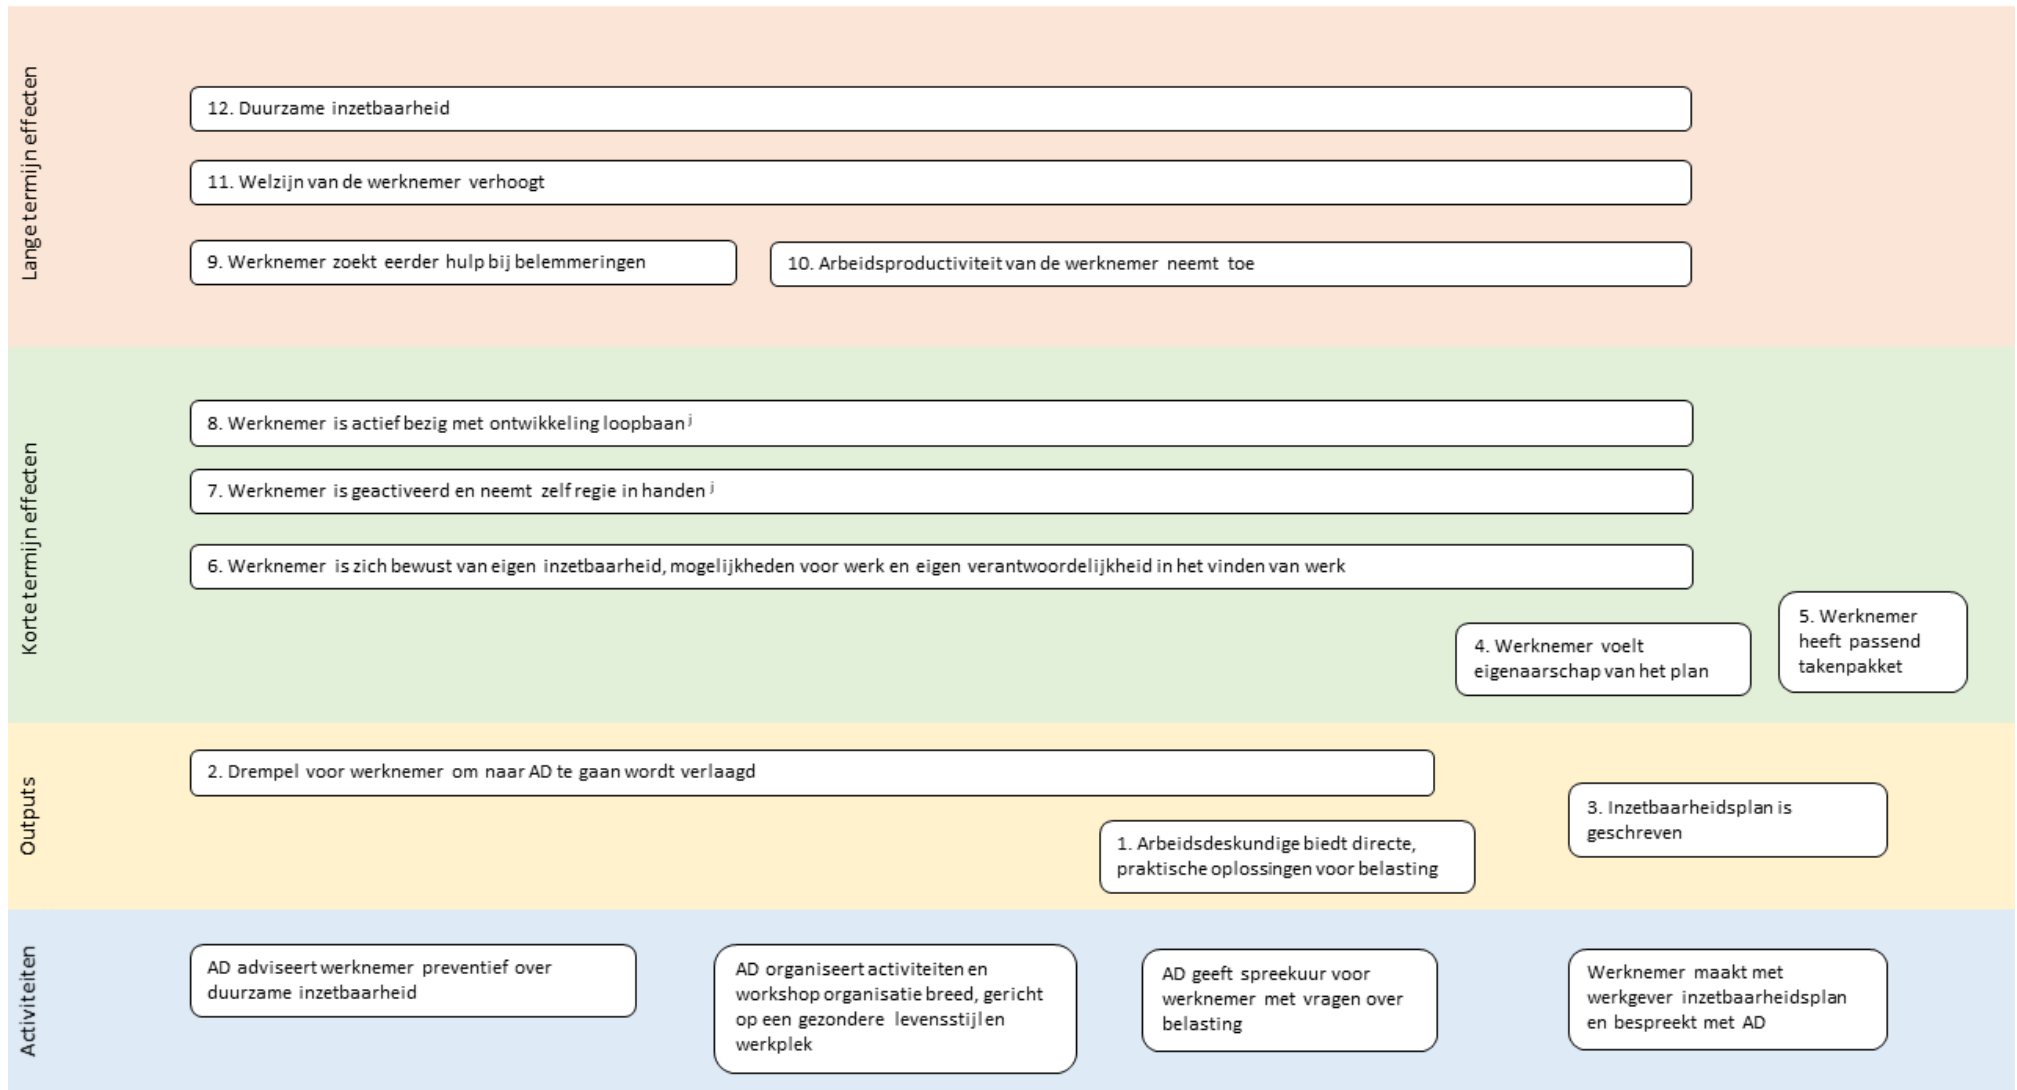 Lange termijn effecten
12. Duurzame inzetbaarheid
11. Welzijn van de werknemer verhoogt
9. Werknemer zoekt eerder hulp bij belemmeringen
10. Arbeidsproductiviteit van de werknemer neemt toe
Korte termijn effecten
8. Werknemer is actief bezig met ontwikkeling loopbaan j
7. Werknemer is geactiveerd en neemt zelf regie in handen j
6. Werknemer is zich bewust van eigen inzetbaarheid, mogelijkheden voor werk en eigen verantwoordelijkheid in het vinden van werk
4. Werknemer voelt
eigenaarschap van het plan
5. Werknemer
heeft passend
takenpakket
Outputs
2. Drempel voor werknemer om naar AD te gaan wordt verlaagd
1. Arbeidsdeskundige biedt directe,
praktische oplossingen voor belasting
3. Inzetbaarheidsplan is
geschreven
Activiteiten
AD adviseert werknemer preventief over
duurzame inzetbaarheid
AD organiseert activiteiten en
workshop organisatie breed, gericht
op een gezondere levensstijl en
werkplek
AD geeft spreekuur voor
werknemer met vragen over
belasting
Werknemer maakt met
werkgever inzetbaarheidsplan
en bespreekt met AD